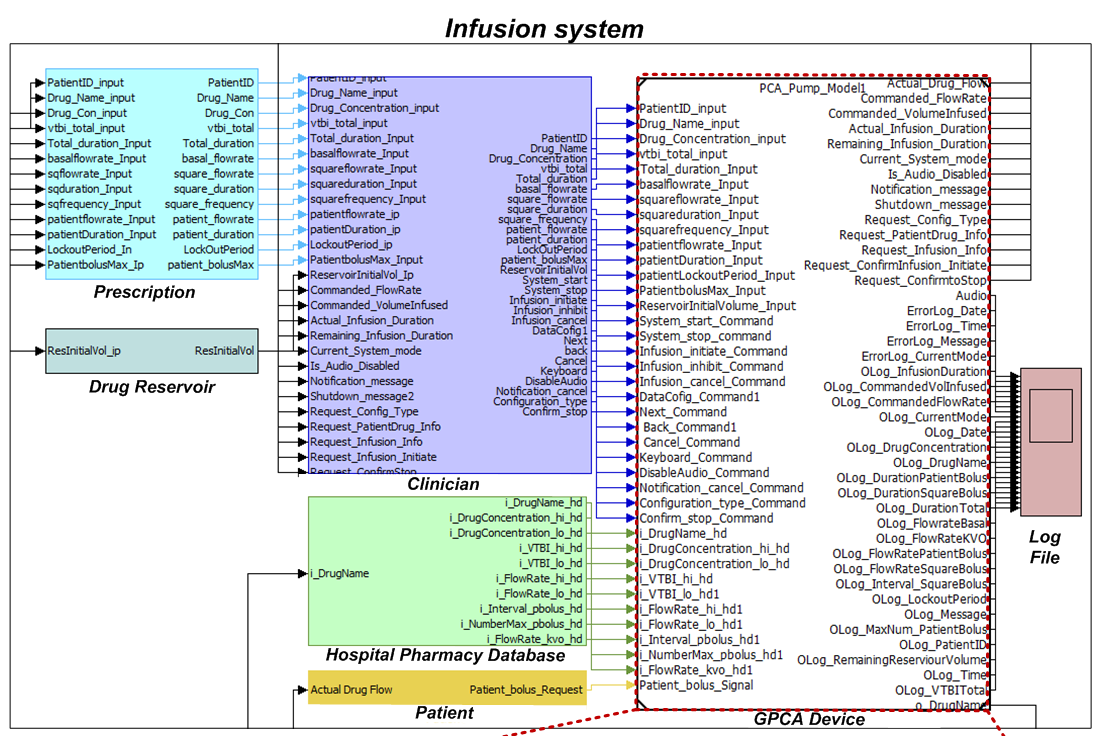 Infusion system
PatientID_input
Drug_Name_input
Drug_Con_input
vtbi_total_input
Total_duration_Input
basalflowrate_Input
sqflowrate_Input
sqduration_Input
sqfrequency_Input
patientflowrate_Input
patientDuration_Input
LockoutPeriod_In
PatientbolusMax_Ip
PatientID
Drug_Name
Drug_Con
vtbi_total
Total_duration
basal_flowrate
square_flowrate
square_duration
square_frequency
patient_flowrate
patient_duration
LockOutPeriod
patient_bolusMax
Prescription
ResInitialVol_ip
ResInitialVol
Drug Reservoir
PatientID_input
Drug_Name_input
Drug_Concentration_input
vtbi_total_input
Total_duration_Input
basalflowrate_Input
squareflowrate_Input
squareduration_Input
squarefrequency_Input
patientflowrate_ip
patientDuration_ip
LockoutPeriod_ip
PatientbolusMax_Input
ReservoirInitialVol_Ip
Commanded_FlowRate
Commanded_VolumeInfused
Actual_Infusion_Duration
Remaining_Infusion_Duration
Current_System_mode
Is_Audio_Disabled
Notification_message
Shutdown_message2
Request_Config_Type
Request_PatientDrug_Info
Request_Infusion_Info
Request_Infusion_Initiate
Request_ConfirmStop
PatientID
Drug_Name
Drug_Concentration
vtbi_total
Total_duration
basal_flowrate
square_flowrate
square_duration
square_frequency
patient_flowrate
patient_duration
LockOutPeriod
patient_bolusMax
ReservoirInitialVol
System_start
System_stop
Infusion_initiate
Infusion_inhibit
Infusion_cancel
DataCofig1
Next
back
Cancel
Keyboard
DisableAudio
Notification_cancel
Configuration_type
Confirm_stop
Clinician
i_DrugName
i_DrugName_hd
i_DrugConcentration_hi_hd
i_DrugConcentration_lo_hd
i_VTBI_hi_hd
i_VTBI_lo_hd
i_FlowRate_hi_hd
i_FlowRate_lo_hd
i_Interval_pbolus_hd
i_NumberMax_pbolus_hd
i_FlowRate_kvo_hd
Hospital Pharmacy Database
Actual Drug Flow
Patient_bolus_Request
Patient
PCA_Pump_Model1
PatientID_input
Drug_Name_input
Drug_Concentration_input
vtbi_total_input
Total_duration_Input
basalflowrate_Input
squareflowrate_Input
squareduration_Input
squarefrequency_Input
patientflowrate_Input
patientDuration_Input
patientLockoutPeriod_Input
PatientbolusMax_Input
ReservoirInitialVolume_Input
System_start_Command
System_stop_command
Infusion_initiate_Command
Infusion_inhibit_Command
Infusion_cancel_Command
DataCofig_Command1
Next_Command
Back_Command1
Cancel_Command
Keyboard_Command
DisableAudio_Command
Notification_cancel_Command
Configuration_type_Command
Confirm_stop_Command
i_DrugName_hd
i_DrugConcentration_hi_hd
i_DrugConcentration_lo_hd
i_VTBI_hi_hd
i_VTBI_lo_hd1
i_FlowRate_hi_hd1
i_FlowRate_lo_hd1
i_Interval_pbolus_hd1
i_NumberMax_pbolus_hd1
i_FlowRate_kvo_hd1
Patient_bolus_Signal
Actual_Drug_Flow
Commanded_FlowRate
Commanded_VolumeInfused
Actual_Infusion_Duration
Remaining_Infusion_Duration
Current_System_mode
Is_Audio_Disabled
Notification_message
Shutdown_message
Request_Config_Type
Request_PatientDrug_Info
Request_Infusion_Info
Request_ConfirmInfusion_Initiate
Request_ConfirmtoStop
Audio
ErrorLog_Date
ErrorLog_Time
ErrorLog_Message
ErrorLog_CurrentMode
OLog_InfusionDuration
OLog_CommandedVolInfused
OLog_CommandedFlowRate
OLog_CurrentMode
OLog_Date
OLog_DrugConcentration
OLog_DrugName
OLog_DurationPatientBolus
OLog_DurationSquareBolus
OLog_DurationTotal
OLog_FlowrateBasal
OLog_FlowRateKVO
OLog_FlowRatePatientBolus
OLog_FlowRateSquareBolus
OLog_Interval_SquareBolus
OLog_LockoutPeriod
OLog_Message
OLog_MaxNum_PatientBolus
OLog_PatientID
OLog_RemainingReserviourVolume
OLog_Time
OLog_VTBITotal
o_DrugName
GPCA Device
Log
File